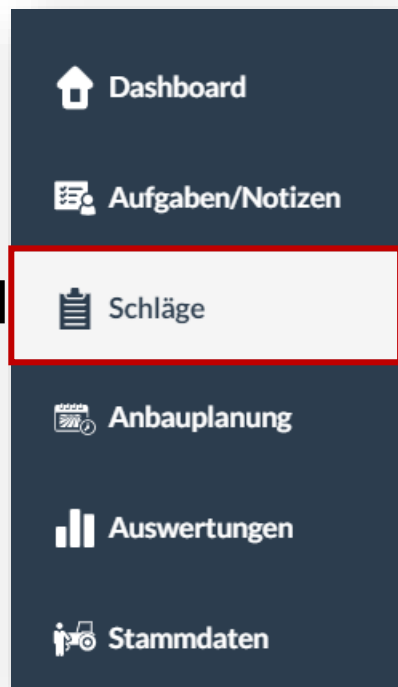 Dashboard
Aufgaben/Notizen
Schläge
Anbauplanung
Auswertungen
Stammdaten